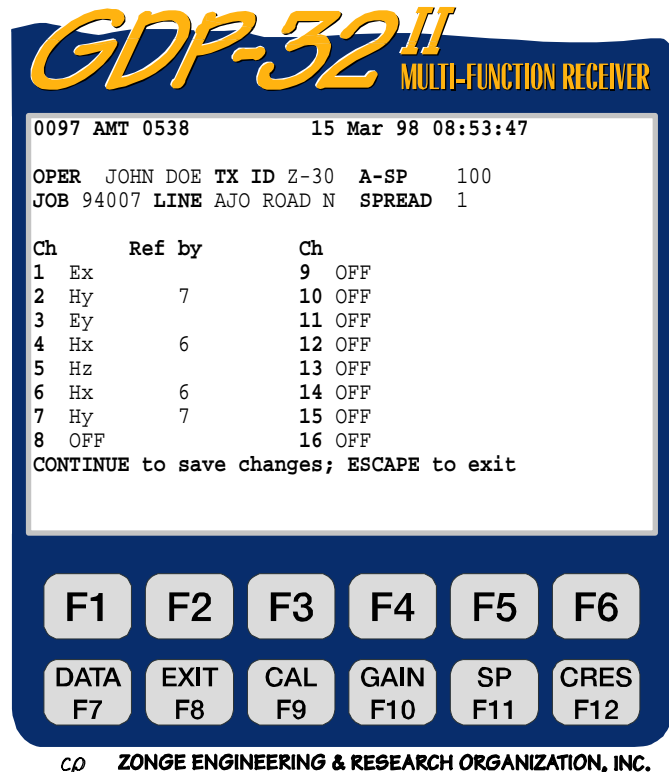 GDP-32 II
MULTI-FUNCTION RECEIVER
0097 AMT 0538 15 Mar 98 08:53:47
OPER JOHN DOE TX ID Z-30 A-SP 100
JOB 94007 LINE AJO ROAD N SPREAD 1
Ch Ref by Ch
1 Ex 9 OFF
2 Hy 7 10 OFF
3 Ey 11 OFF
4 Hx 6 12 OFF
5 Hz 13 OFF
6 Hx 6 14 OFF
7 Hy 7 15 OFF
8 OFF 16 OFF
CONTINUE to save changes; ESCAPE to exit
F1 F2 F3 F4 F5 F6
DATA EXIT CAL GAIN SP CRES
F7 F8 F9 F10 F11 F12
ZONGE ENGINEERING & RESEARCH ORGANIZATION, INC.